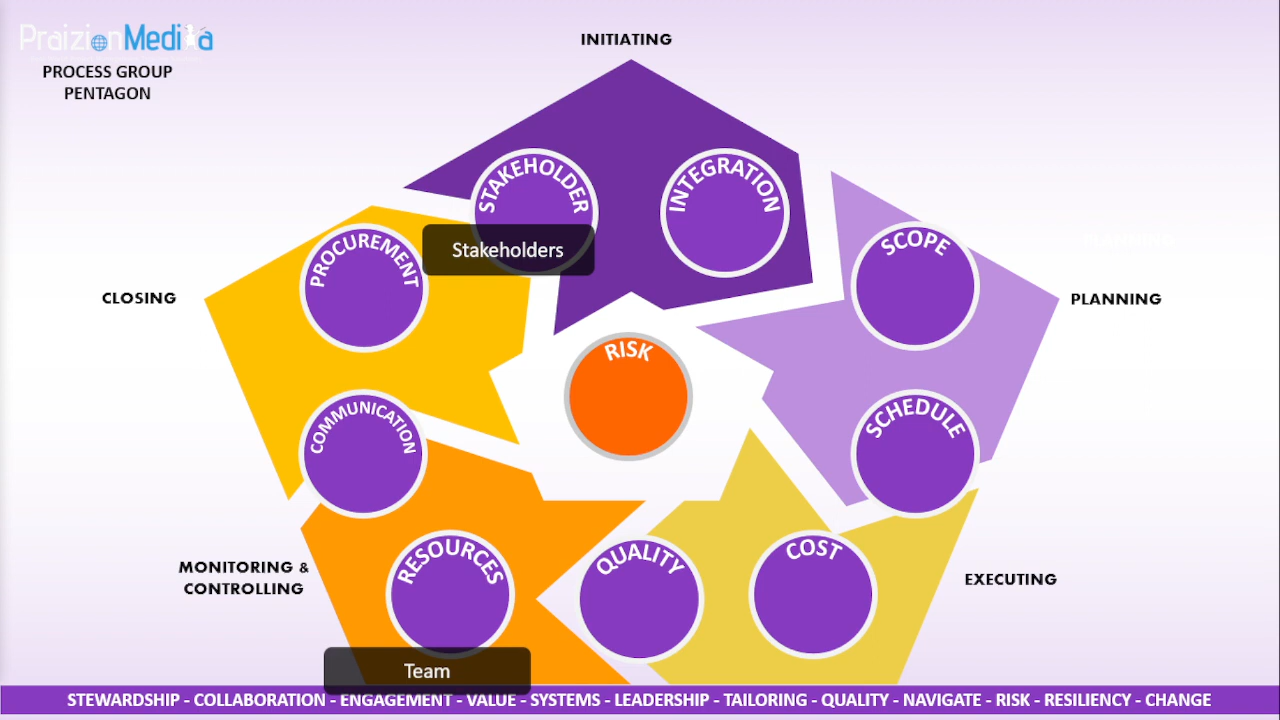 PraizionMedia
PROCESS GROUP
PENTAGON
INITIATING
STAKEHOLDER
INTEGRATION
Stakeholders
PROCUREMENT
SCOPE
PLANNING
CLOSING
PLANNING
RISK
COMMUNICATION
SCHEDULE
MONITORING &
CONTROLLING
RESOURCES
QUALITY
COST
EXECUTING
Team
STEWARDSHIP - COLLABORATION - ENGAGEMENT - VALUE - SYSTEMS - LEADERSHIP - TAILORING - QUALITY - NAVIGATE - RISK - RESILIENCY - CHANGE